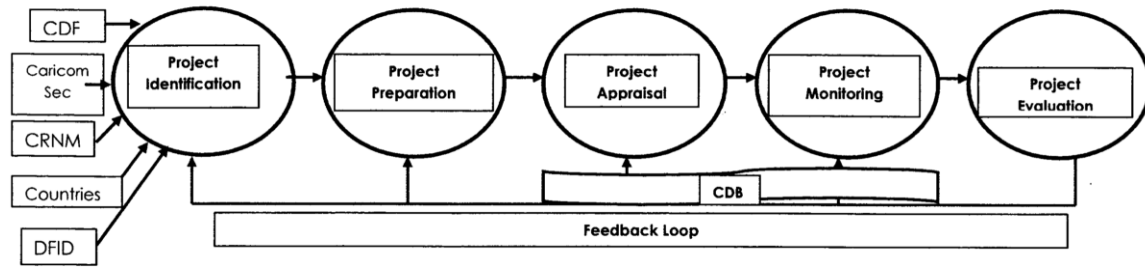 CDF
Caricom
Sec
CRNM
Countries
DFID
Project
Identification
Project
Preparation
Project
Appraisal
Project
Monitoring
Project
Evaluation
CDB
Feedback Loop